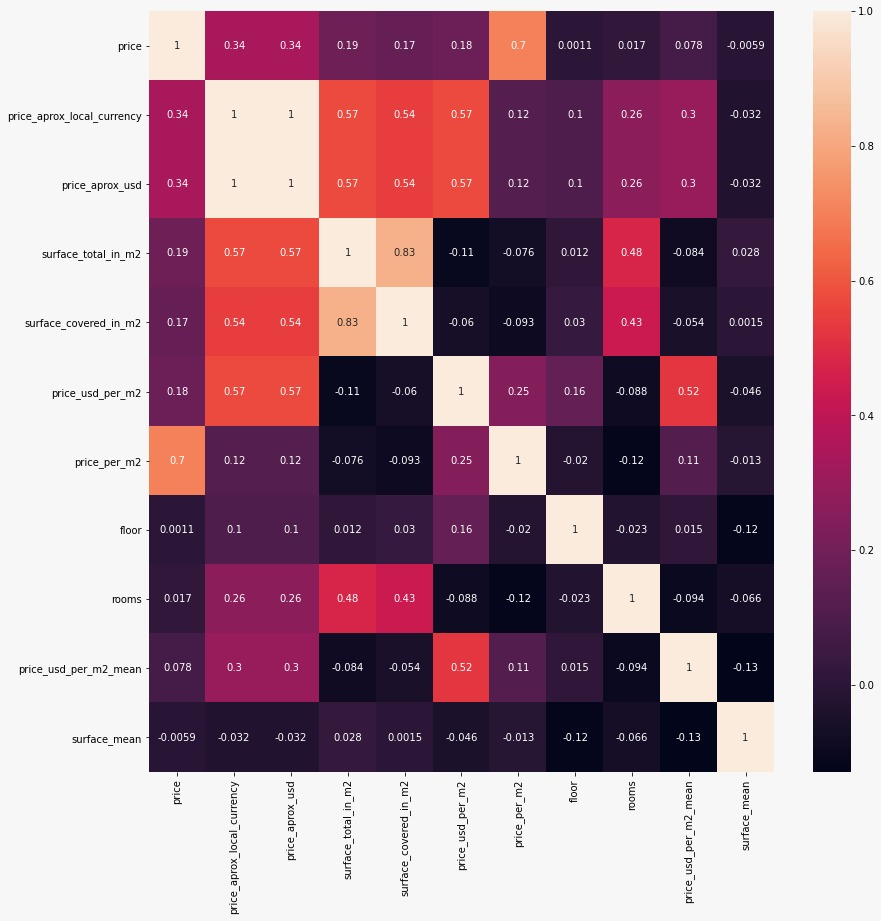 price 1 0.34 0.34 0.19 0.17 0.18 0.7 0.0011 0.017 0.078 -0.0059
price_aprox_local_currency 0.34 1 1 0.57 0.54 0.57 0.12 0.1 0.26 0.3 -0.032
price_aprox_usd 0.34 1 1 0.57 0.54 0.57 0.12 0.1 0.26 0.3 -0.032
surface_total_in_m2 0.19 0.57 0.57 1 0.83 -0.11 -0.076 0.012 0.48 -0.084 0.028
surface_covered_in_m2 0.17 0.54 0.54 0.83 1 -0.06 -0.093 0.03 0.43 -0.054 0.0015
price_usd_per_m2 0.18 0.57 0.57 -0.11 -0.06 1 0.25 0.16 -0.088 0.52 -0.046
price_per_m2 0.7 0.12 0.12 -0.076 -0.093 0.25 1 -0.02 -0.12 0.11 -0.013
floor 0.0011 0.1 0.1 0.012 0.03 0.16 -0.02 1 -0.023 0.015 -0.12
rooms 0.017 0.26 0.26 0.48 0.43 -0.088 -0.12 -0.023 1 -0.094 -0.066
price_usd_per_m2_mean 0.078 0.3 0.3 -0.084 -0.054 0.52 0.11 0.015 -0.094 1 -0.13
surface_mean -0.0059 -0.032 -0.032 0.028 0.0015 -0.046 -0.013 -0.12 -0.066 -0.13 1
price
price_aprox_local_currency
price_aprox_usd
surface_total_in_m2
surface_covered_in_m2
price_usd_per_m2
price_per_m2
floor
rooms
price_usd_per_m2_mean
surface_mean
1.0
0.8
0.6
0.4
0.2
0.0